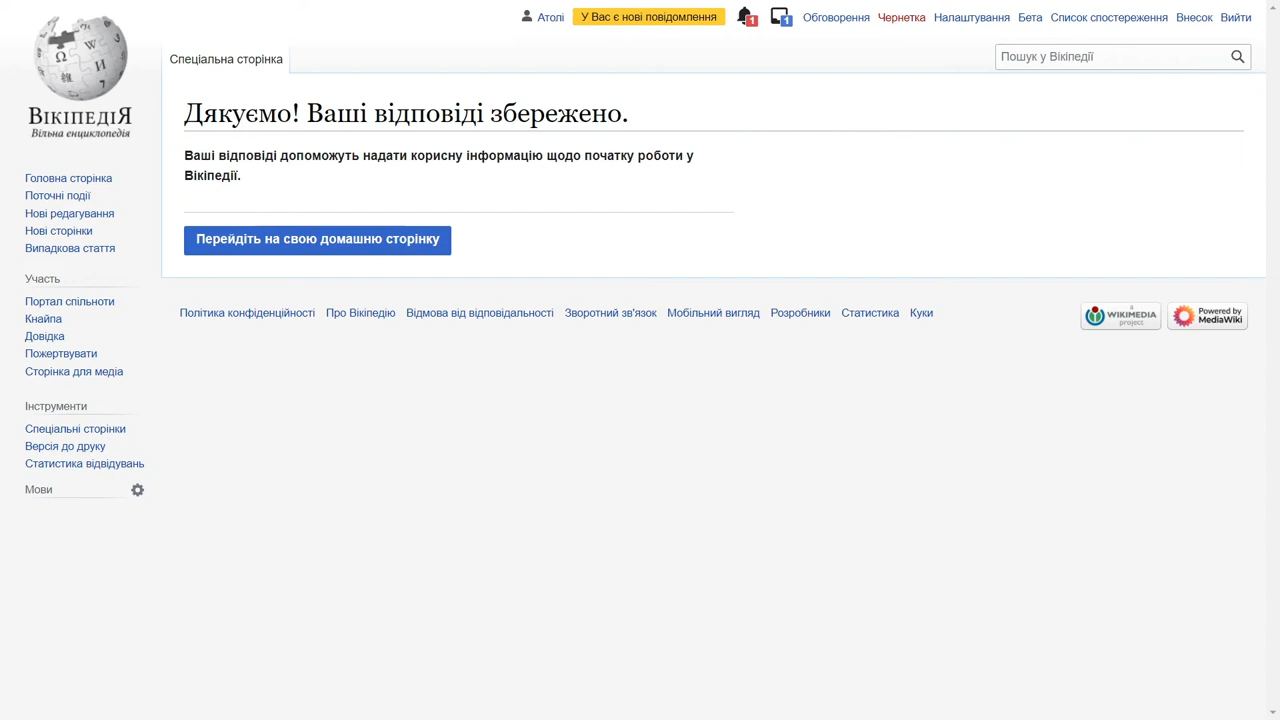 Атолі У Вас є нові повідомлення 1 1 Обговорення Чернетка Налаштування Бета Список спостереження Внесок Вийти
Спеціальна сторінка
Пошук у Вікіпедії
ВІКІПЕДІЯ
Вільна енциклопедія
Дякуємо! Ваші відповіді збережено.
Ваші відповіді допоможуть надати корисну інформацію щодо початку роботи у
Вікіпедії.
Перейдіть на свою домашню сторінку
Головна сторінка
Поточні події
Нові редагування
Нові сторінки
Випадкова стаття
Участь
Портал спільноти
Кнайпа
Довідка
Пожертвувати
Сторінка для медіа
Інструменти
Спеціальні сторінки
Версія до друку
Статистика відвідувань
Мови
Політика конфіденційності Про Вікіпедію Відмова від відповідальності Зворотний зв'язок Мобільний вигляд Розробники Статистика Куки
A
WIKIMEDIA
project
Powered by
MediaWiki